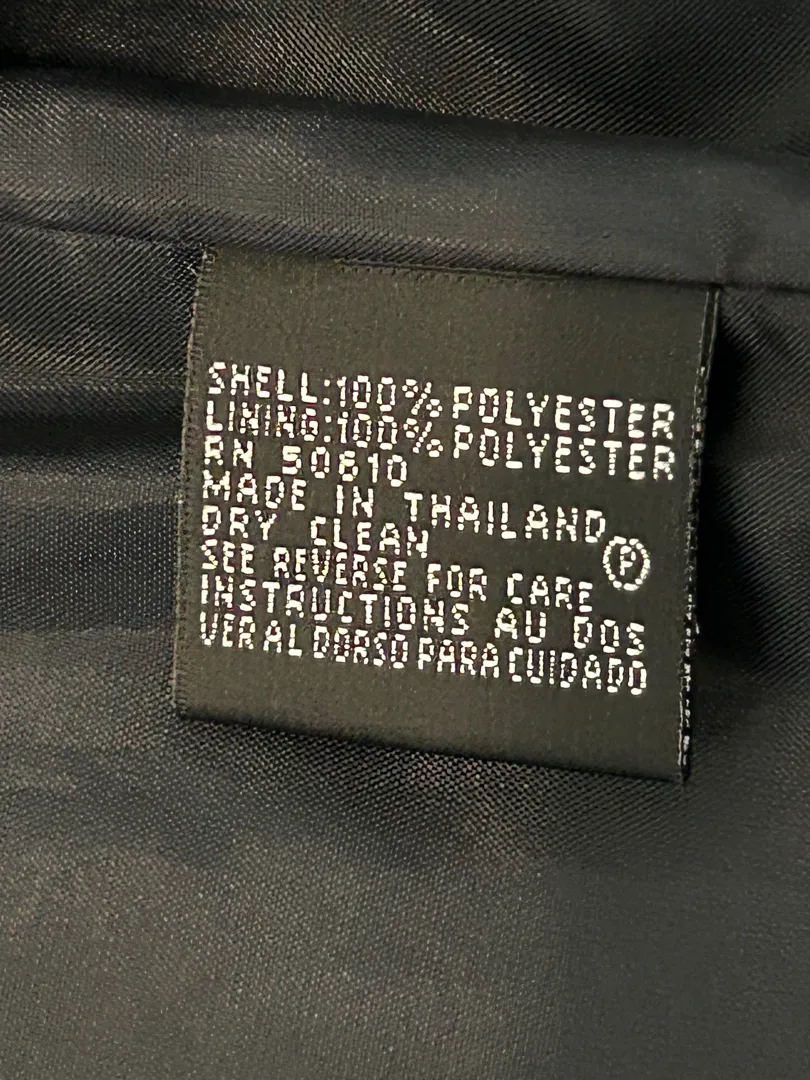 SHELL:100% POLYESTER
LINING:100% POLYESTER
RN 50610
MADE IN THAILAND
DRY CLEAN Ⓟ
SEE REVERSE FOR CARE
INSTRUCTIONS AU DOS
VER AL DORSO PARA CUIDADO